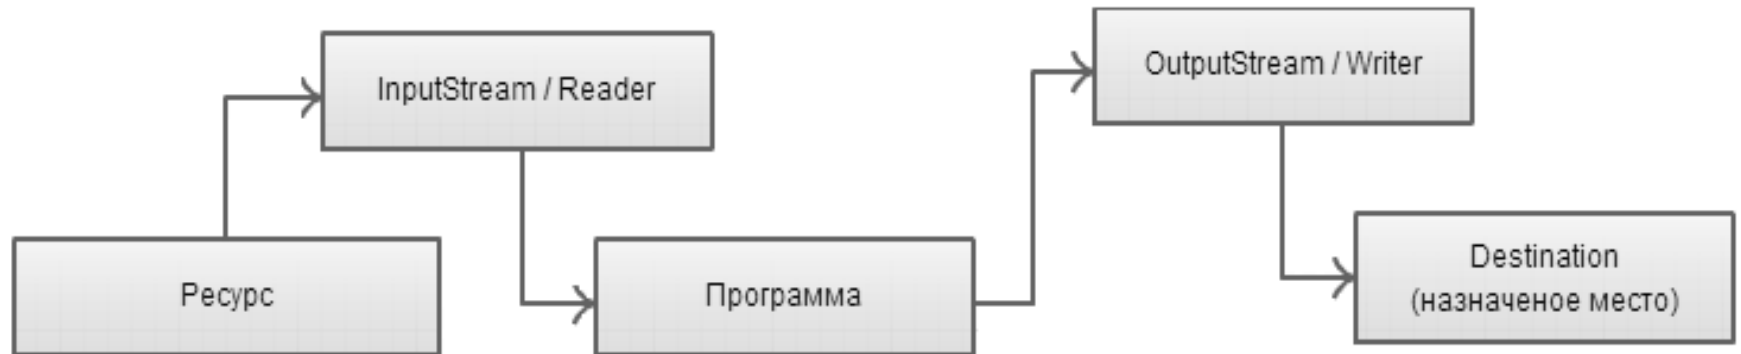 InputStream / Reader
OutputStream / Writer
Ресурс
Программа
Destination
(назначеное место)